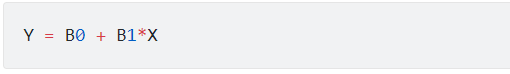 Y = B0 + B1*X